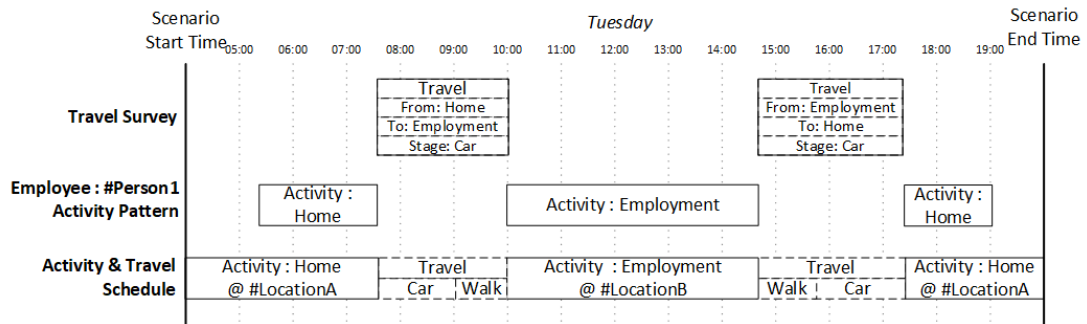 Scenario
Start Time
Tuesday
Scenario
End Time
05:00 06:00 07:00 08:00 09:00 10:00 11:00 12:00 13:00 14:00 15:00 16:00 17:00 18:00 19:00
Travel Survey
Travel
From: Home
To: Employment
Stage: Car
Travel
From: Employment
To: Home
Stage: Car
Employee : #Person1
Activity Pattern
Activity :
Home
Activity : Employment
Activity :
Home
Activity & Travel
Schedule
Activity : Home
@ #LocationA
Travel
Car
Walk
Activity : Employment
@ #LocationB
Travel
Walk
Car
Activity : Home
@ #LocationA